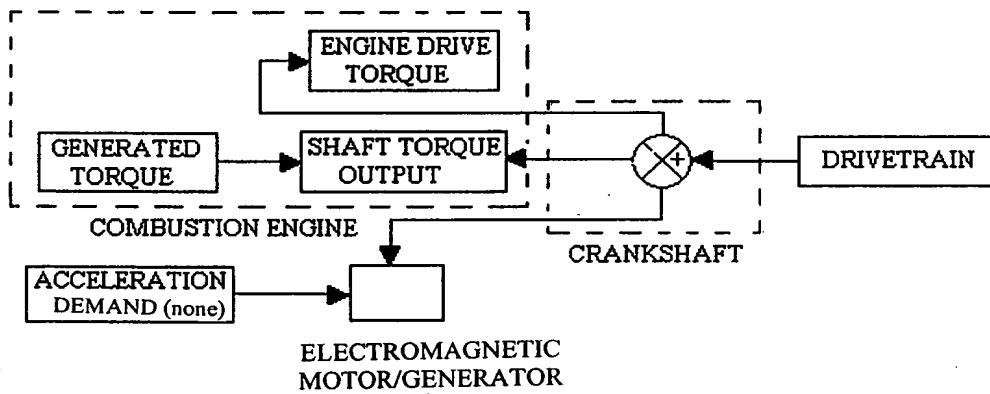 ENGINE DRIVE
TORQUE
GENERATED
TORQUE
SHAFT TORQUE
OUTPUT
+
DRIVETRAIN
COMBUSTION ENGINE
CRANKSHAFT
ACCELERATION
DEMAND (none)
ELECTROMAGNETIC
MOTOR/GENERATOR